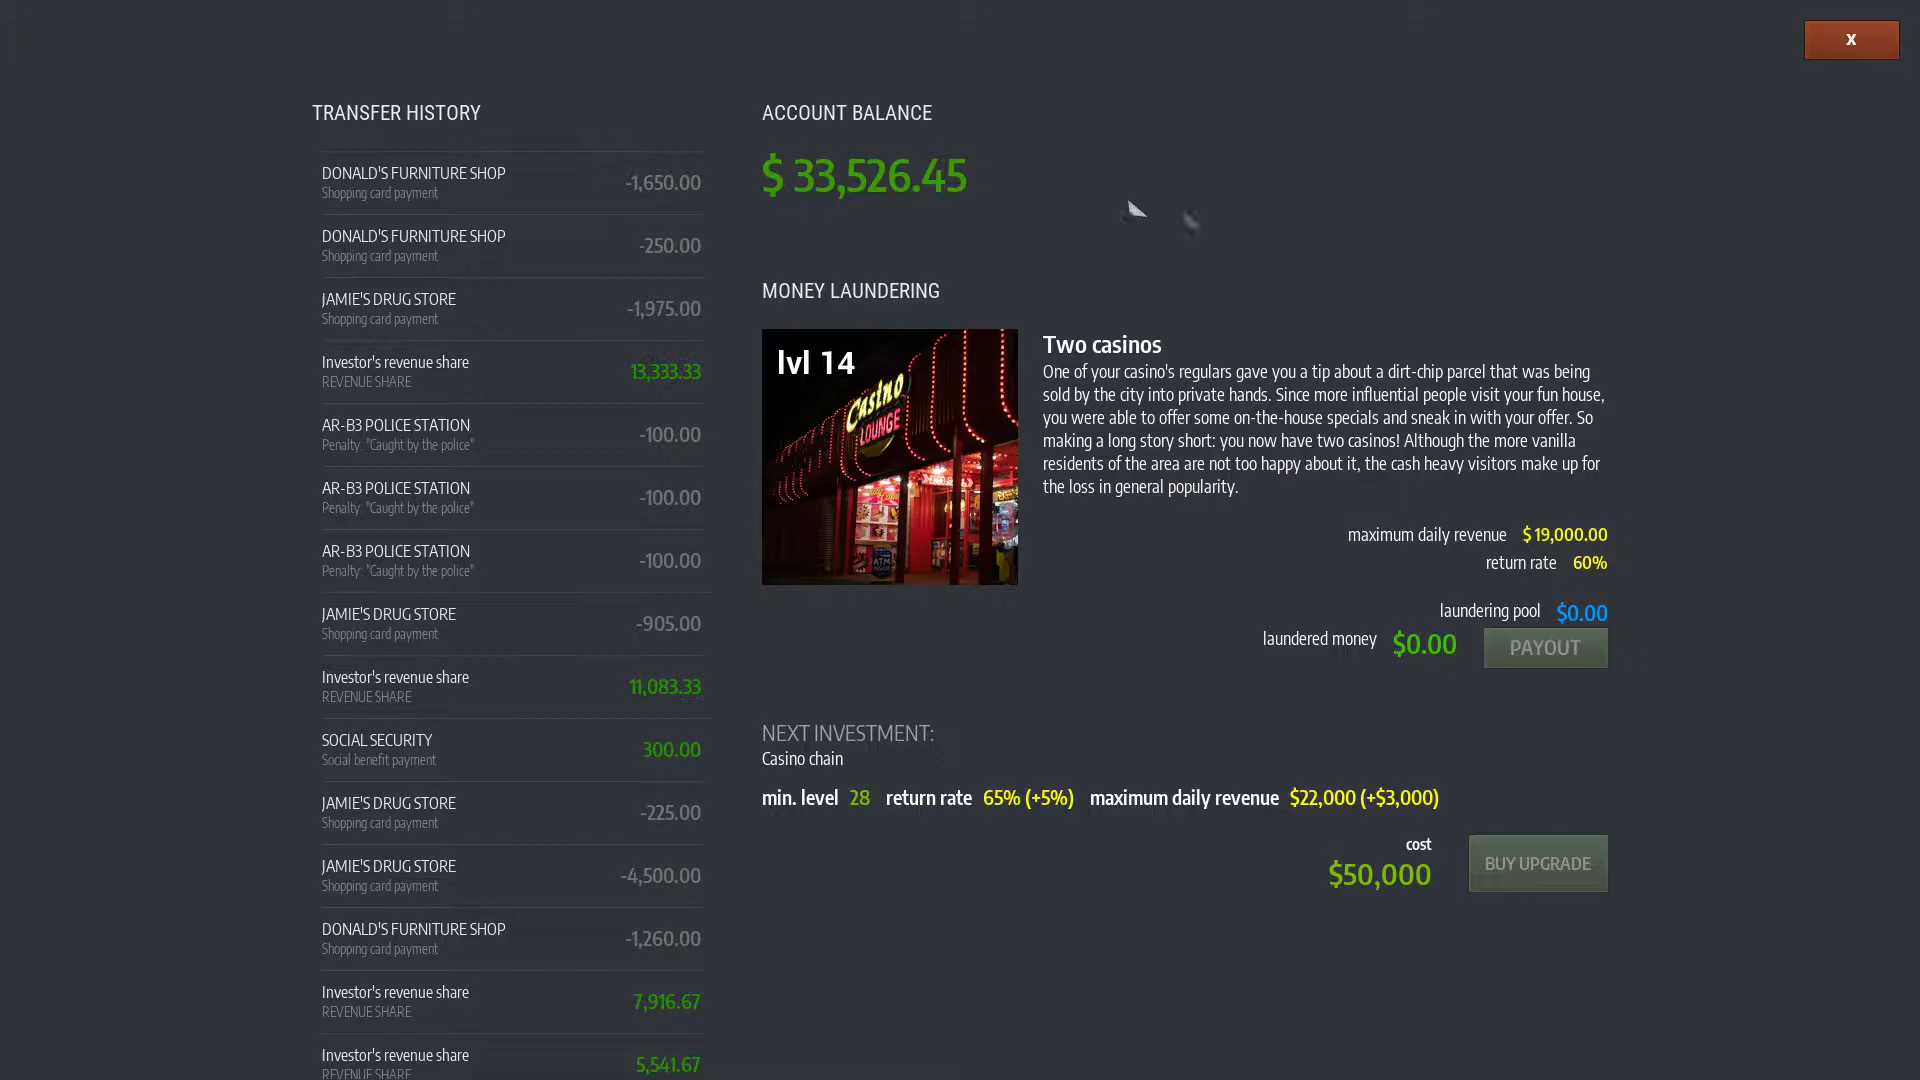 X
TRANSFER HISTORY
DONALD'S FURNITURE SHOP
Shopping card payment
-1,650.00
DONALD'S FURNITURE SHOP
Shopping card payment
-250.00
JAMIE'S DRUG STORE
Shopping card payment
-1,975.00
Investor's revenue share
REVENUE SHARE
13,333.33
AR-B3 POLICE STATION
Penalty: "Caught by the police"
-100.00
AR-B3 POLICE STATION
Penalty: "Caught by the police"
-100.00
AR-B3 POLICE STATION
Penalty: "Caught by the police"
-100.00
JAMIE'S DRUG STORE
Shopping card payment
-905.00
Investor's revenue share
REVENUE SHARE
11,083.33
SOCIAL SECURITY
Social benefit payment
300.00
JAMIE'S DRUG STORE
Shopping card payment
-225.00
JAMIE'S DRUG STORE
Shopping card payment
-4,500.00
DONALD'S FURNITURE SHOP
Shopping card payment
-1,260.00
Investor's revenue share
REVENUE SHARE
7,916.67
Investor's revenue share
REVENUE SHARE
5,541.67
ACCOUNT BALANCE
$ 33,526.45
MONEY LAUNDERING
lvl 14
Casino
LOUNGE
ATM
Two casinos
One of your casino's regulars gave you a tip about a dirt-chip parcel that was being
sold by the city into private hands. Since more influential people visit your fun house,
you were able to offer some on-the-house specials and sneak in with your offer. So
making a long story short: you now have two casinos! Although the more vanilla
residents of the area are not too happy about it, the cash heavy visitors make up for
the loss in general popularity.
maximum daily revenue $ 19,000.00
return rate 60%
laundering pool $0.00
laundered money $0.00 PAYOUT
NEXT INVESTMENT:
Casino chain
min. level 28 return rate 65% (+5%) maximum daily revenue $22,000 (+$3,000)
cost
$50,000
BUY UPGRADE